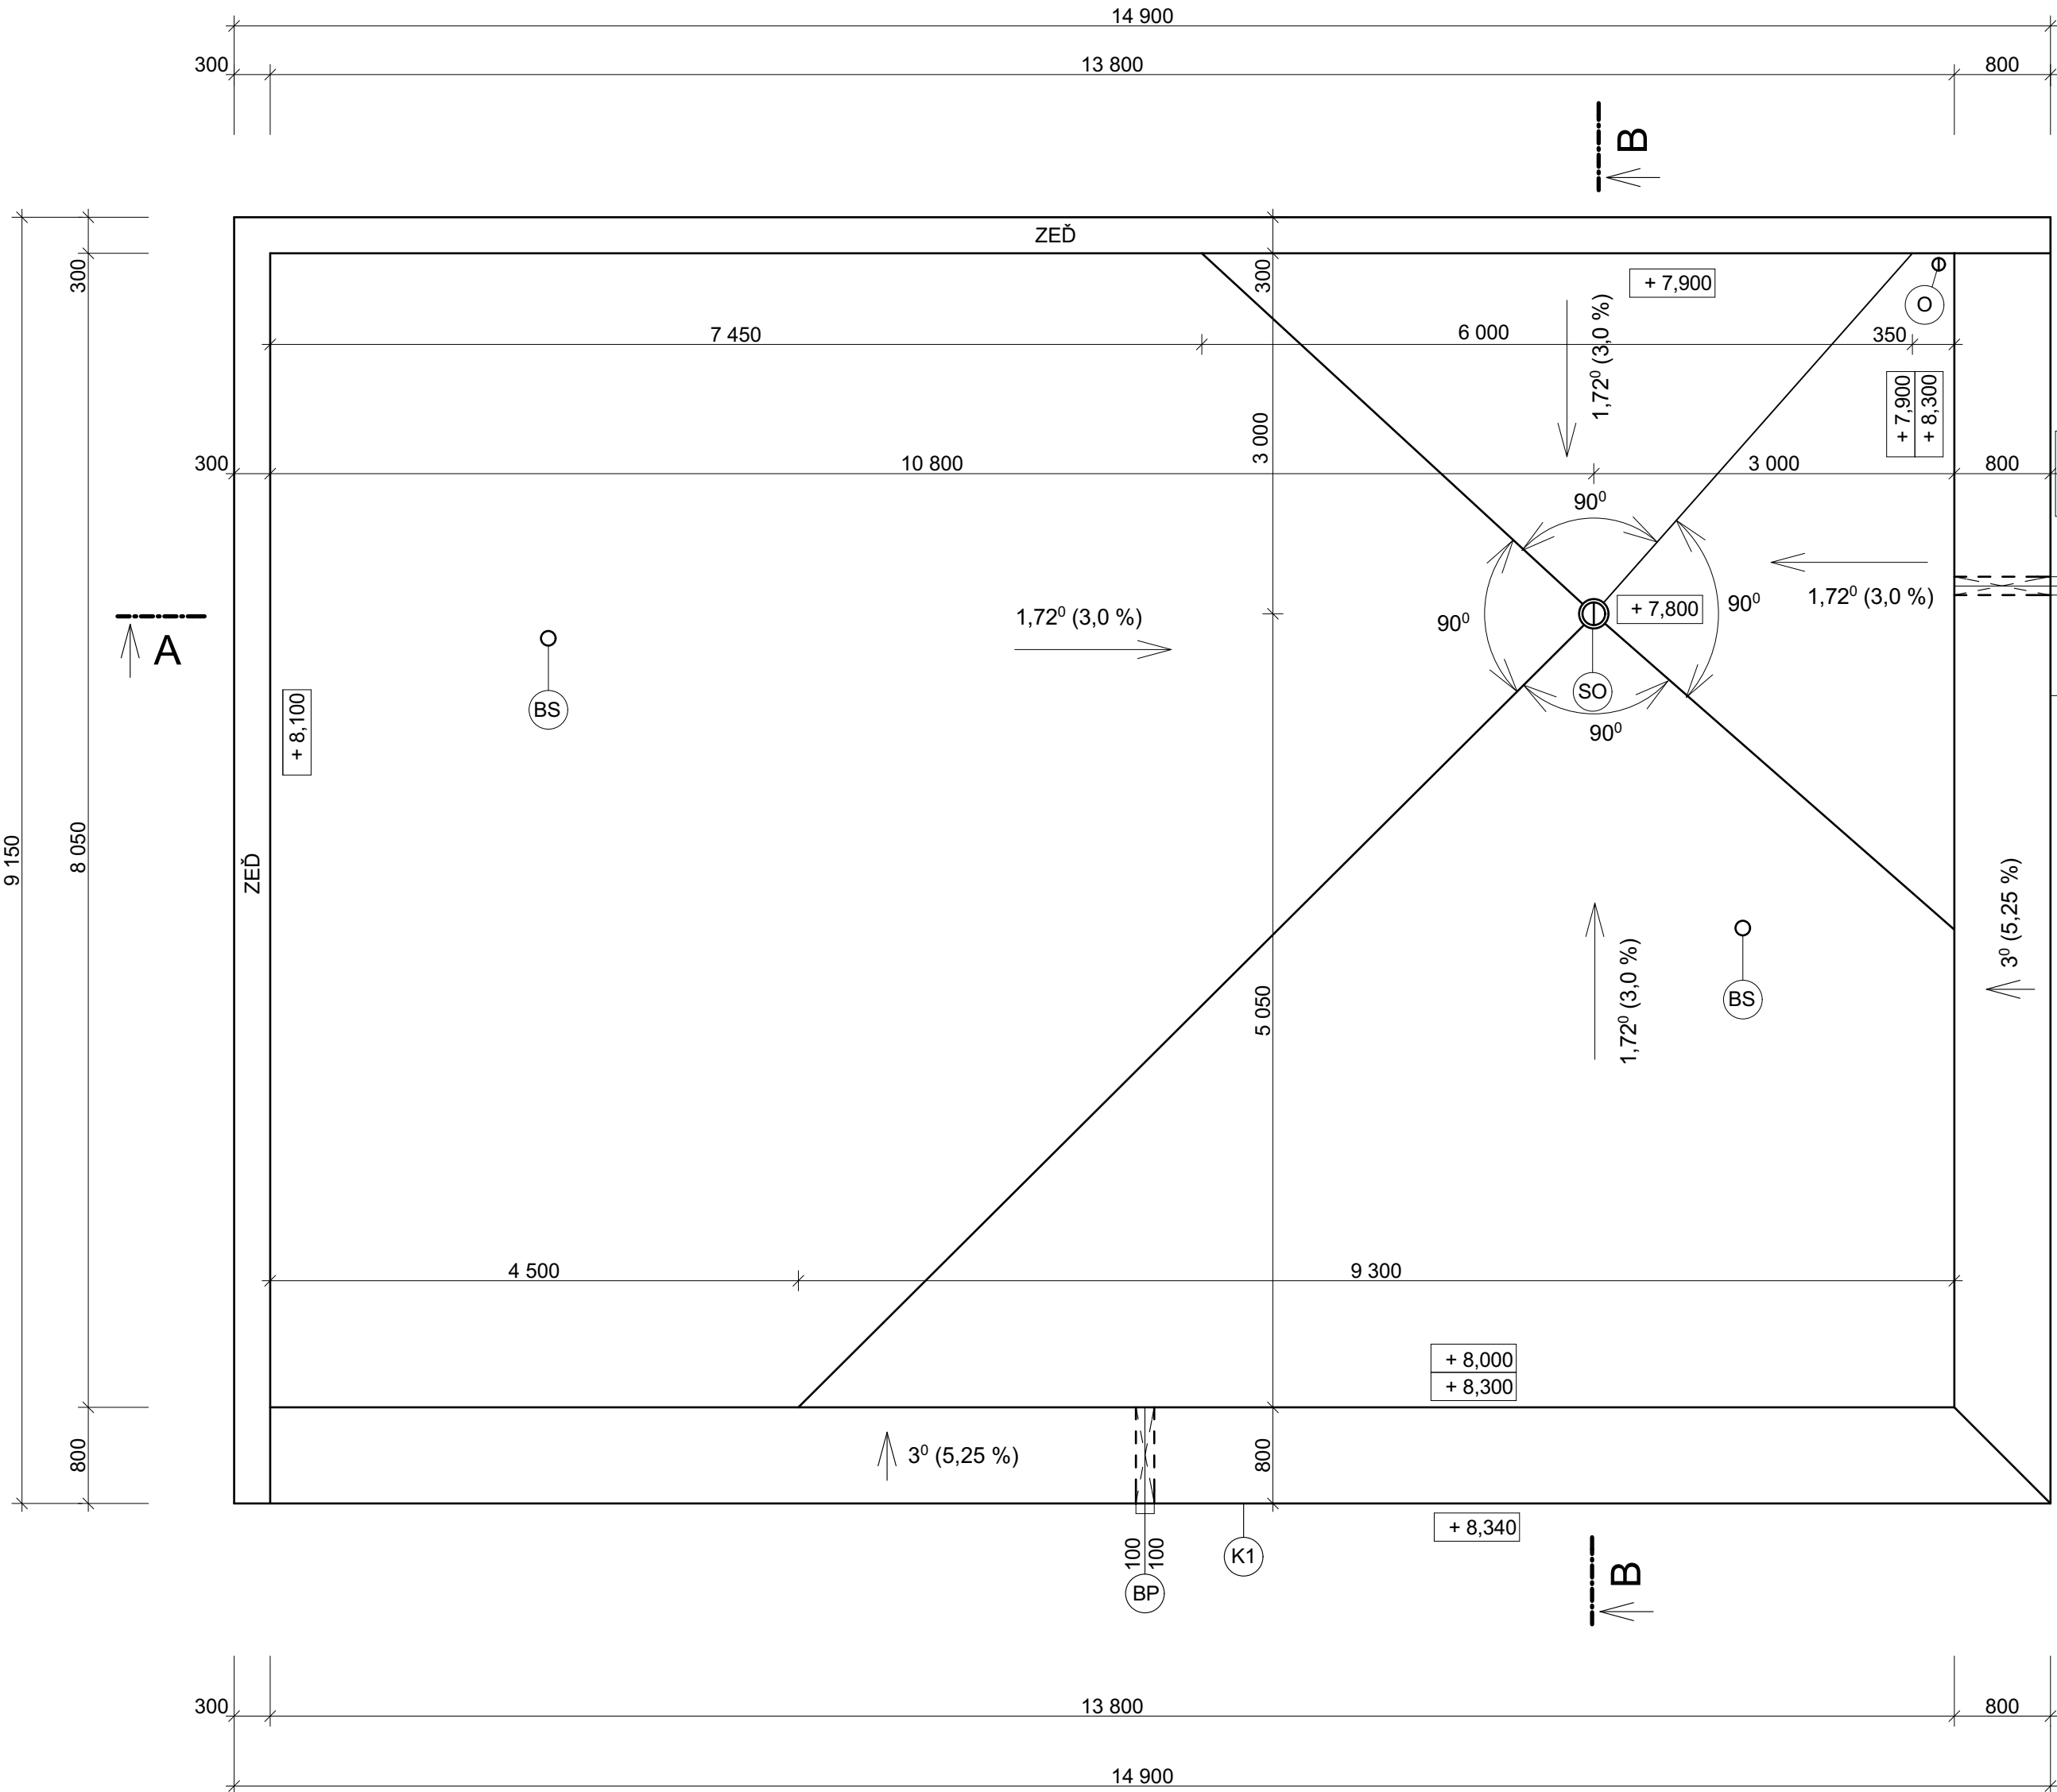 14 900
300
13 800
800
B
ZEĎ
300
300
+ 7,900
O
7 450
6 000
350
1,72⁰ (3,0 %)
+ 7,900
+ 8,300
3 000
300
10 800
3 000
800
90⁰
1,72⁰ (3,0 %)
90⁰
90⁰
+ 7,800
1,72⁰ (3,0 %)
A
BS
SO
90⁰
+ 8,100
9 150
8 050
ZEĎ
3⁰ (5,25 %)
5 050
1,72⁰ (3,0 %)
BS
4 500
9 300
+ 8,000
+ 8,300
800
3⁰ (5,25 %)
800
+ 8,340
100
100
K1
BP
B
300
13 800
800
14 900